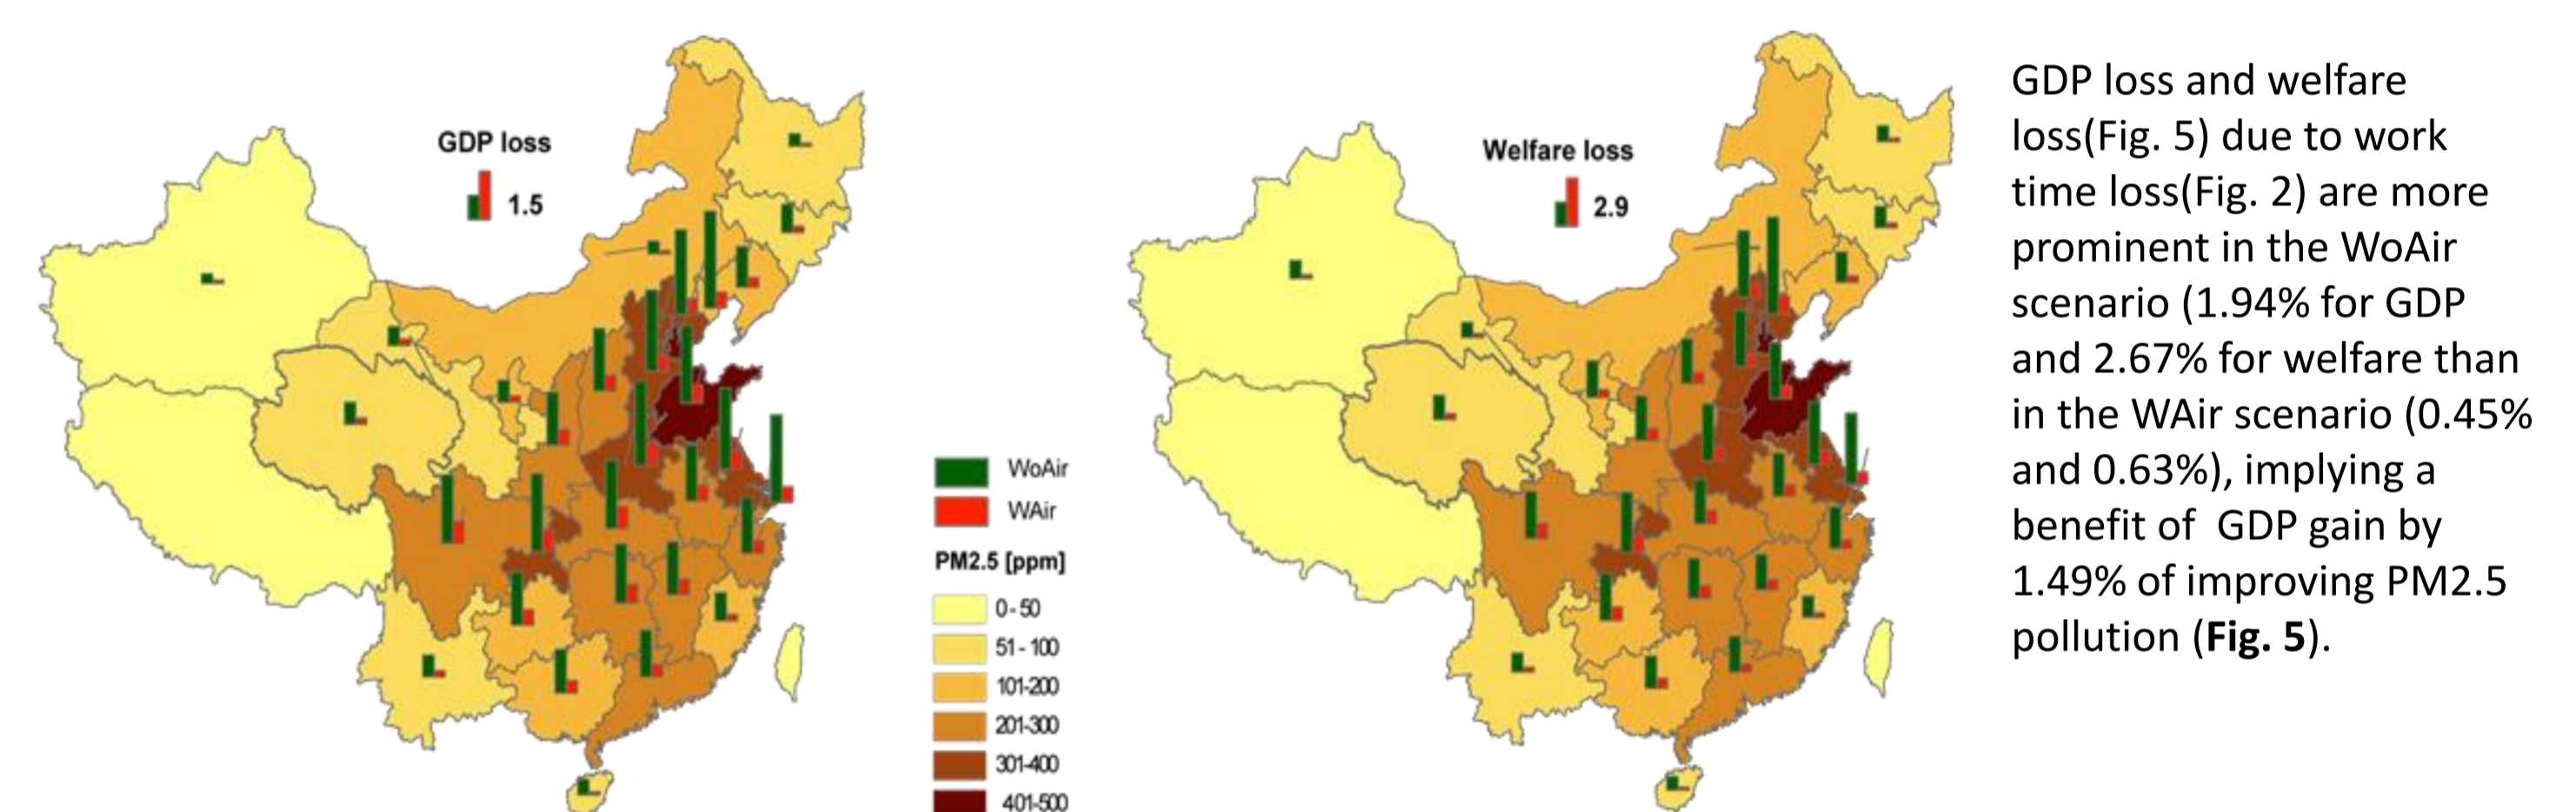 GDP loss
1.5
WoAir
WAir
PM2.5 [ppm]
0-50
51-100
101-200
201-300
301-400
401-500
Welfare loss
2.9
GDP loss and welfare
loss(Fig. 5) due to work
time loss(Fig. 2) are more
prominent in the WoAir
scenario (1.94% for GDP
and 2.67% for welfare than
in the WAir scenario (0.45%
and 0.63%), implying a
benefit of  GDP gain by
1.49% of improving PM2.5
pollution (Fig. 5).